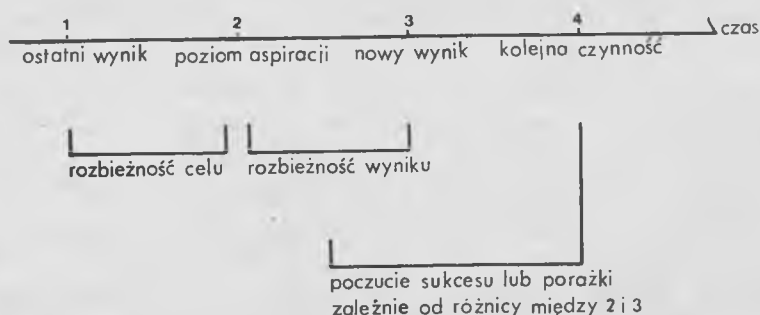 1 2 3 4
czas
ostatni wynik poziom aspiracji nowy wynik kolejna czynność
rozbieżność celu rozbieżność wyniku
poczucie sukcesu lub porażki
zależnie od różnicy między 2 i 3